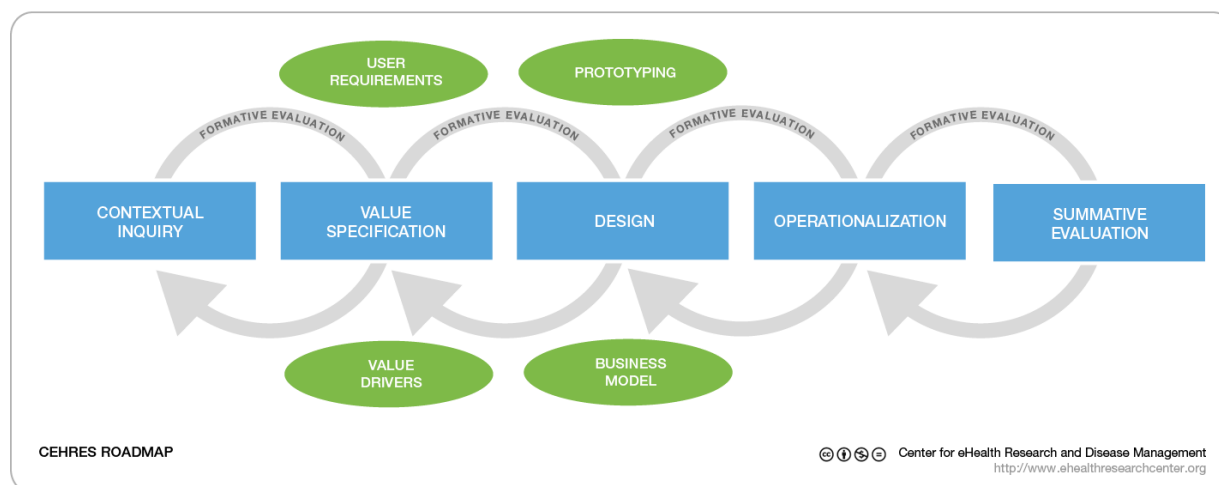 USER
REQUIREMENTS
PROTOTYPING
FORMATIVE EVALUATION
FORMATIVE EVALUATION
FORMATIVE EVALUATION
FORMATIVE EVALUATION
CONTEXTUAL
INQUIRY
VALUE
SPECIFICATION
DESIGN
OPERATIONALIZATION
SUMMATIVE
EVALUATION
VALUE
DRIVERS
BUSINESS
MODEL
CEHRES ROADMAP
Center for eHealth Research and Disease Management
http://www.ehealthresearchcenter.org